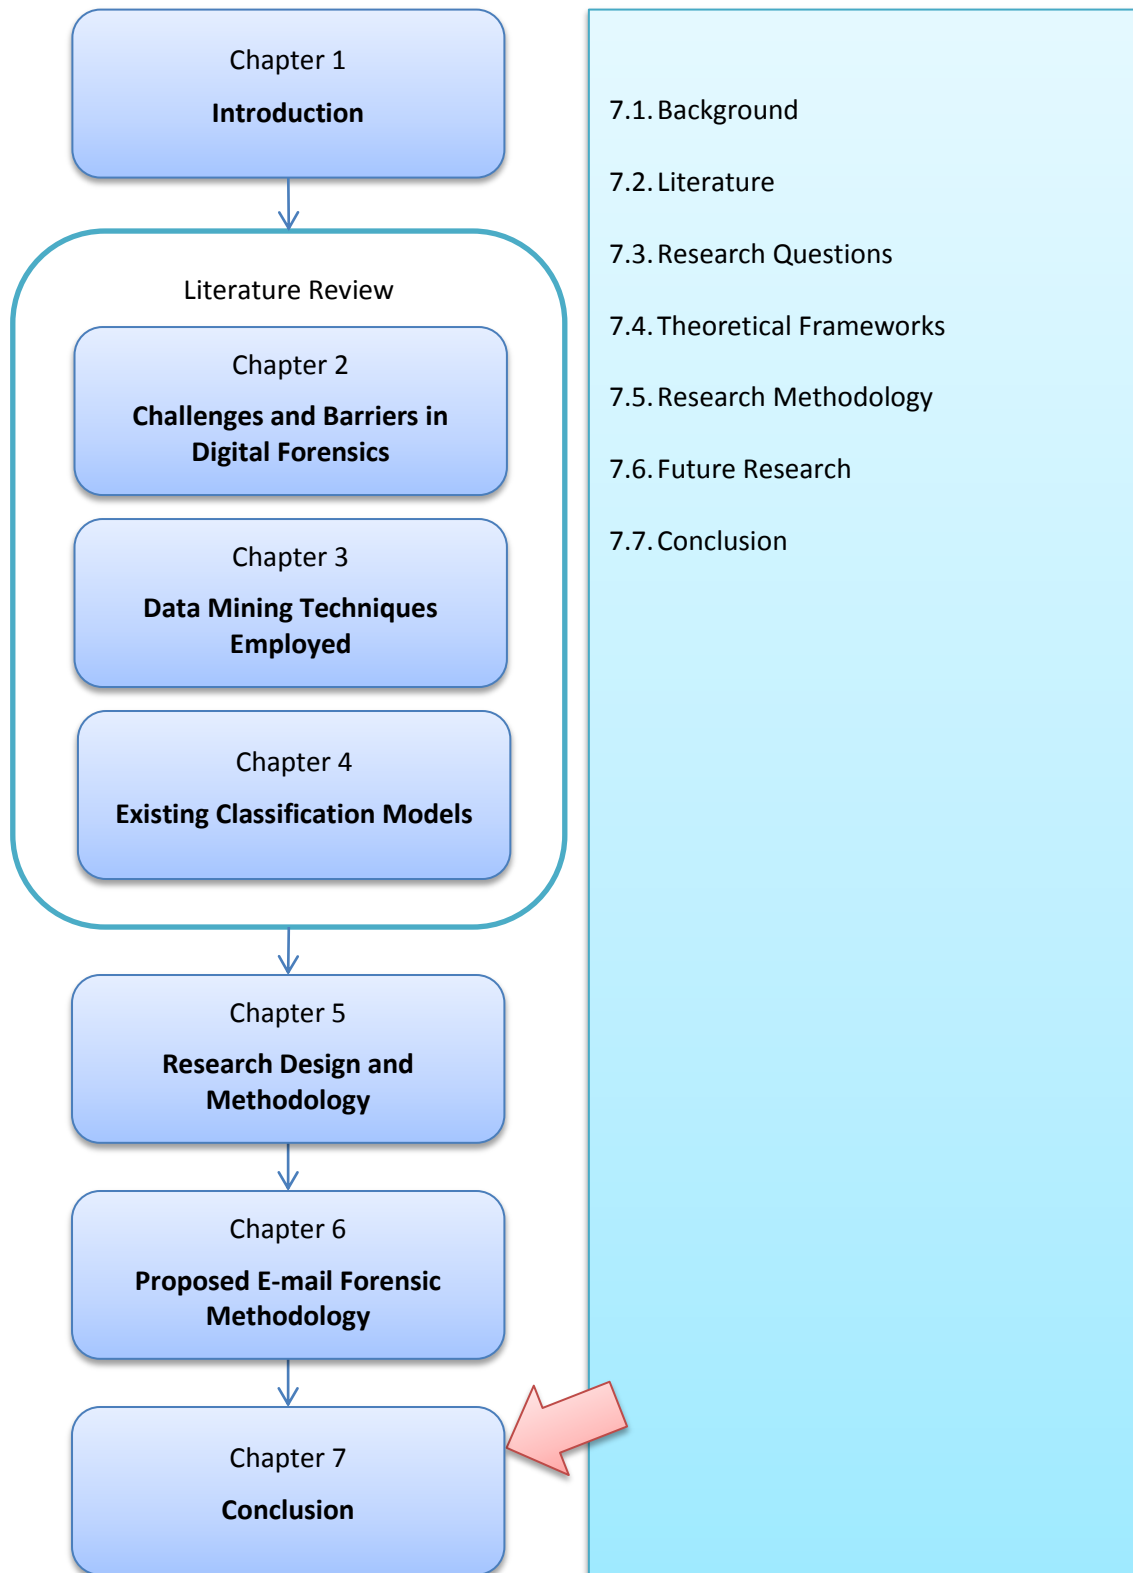 Chapter 1
Introduction
Literature Review
Chapter 2
Challenges and Barriers in
Digital Forensics
Chapter 3
Data Mining Techniques
Employed
Chapter 4
Existing Classification Models
Chapter 5
Research Design and
Methodology
Chapter 6
Proposed E-mail Forensic
Methodology
Chapter 7
Conclusion
7.1. Background
7.2. Literature
7.3. Research Questions
7.4. Theoretical Frameworks
7.5. Research Methodology
7.6. Future Research
7.7. Conclusion